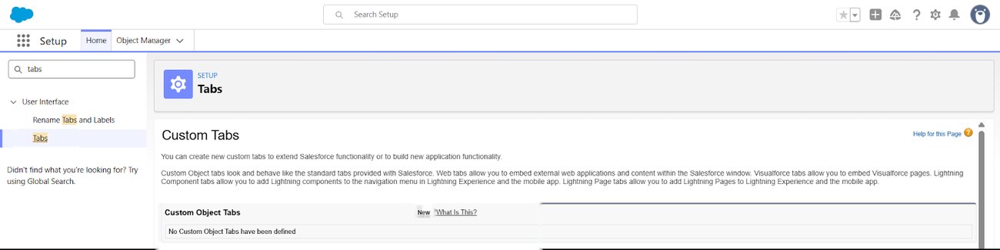 Search Setup
Setup
Home
Object Manager
tabs
User Interface
Rename Tabs and Labels
Tabs
Didn't find what you're looking for? Try
using Global Search.
SETUP
Tabs
Custom Tabs
Help for this Page ?
You can create new custom tabs to extend Salesforce functionality or to build new application functionality.
Custom Object tabs look and behave like the standard tabs provided with Salesforce. Web tabs allow you to embed external web applications and content within the Salesforce window. Visualforce tabs allow you to embed Visualforce pages. Lightning
Component tabs allow you to add Lightning components to the navigation menu in Lightning Experience and the mobile app. Lightning Page tabs allow you to add Lightning Pages to Lightning Experience and the mobile app.
Custom Object Tabs
New
What Is This?
No Custom Object Tabs have been defined